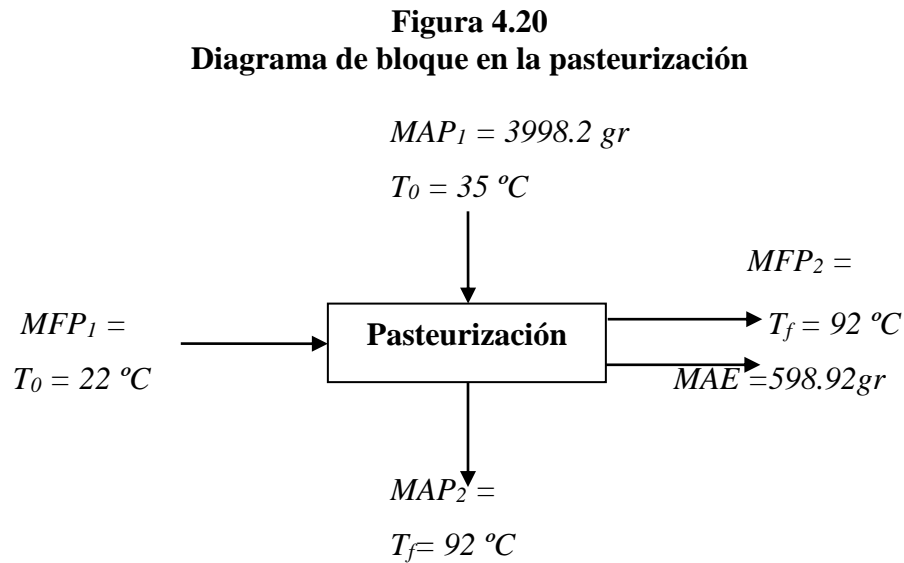 Figura 4.20
Diagrama de bloque en la pasteurización
MAP₁ = 3998.2 gr
T₀ = 35 ºC
MFP₂ =
MFP₁ =
Pasteurización
T_f = 92 ºC
T₀ = 22 ºC
MAE =598.92gr
MAP₂ =
T_f= 92 ºC